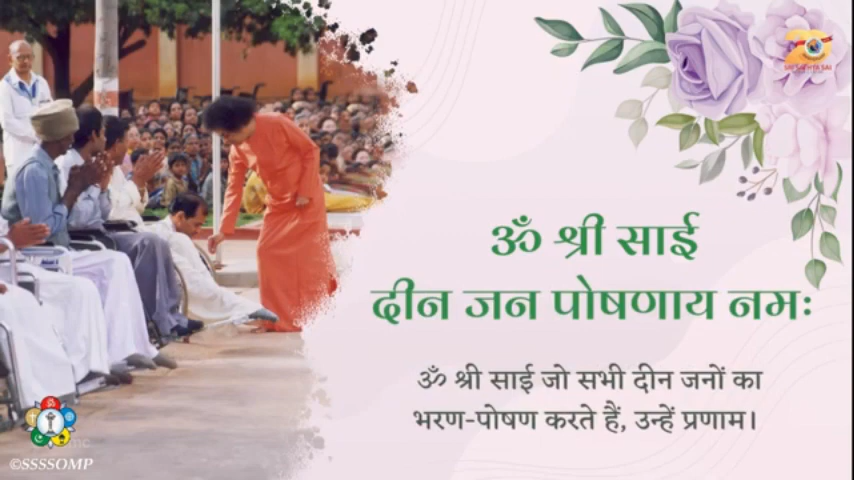 ॐ श्री साई
दीन जन पोषणाय नमः
ॐ श्री साई जो सभी दीन जनों का
भरण-पोषण करते हैं, उन्हें प्रणाम।
©SSSSOMP